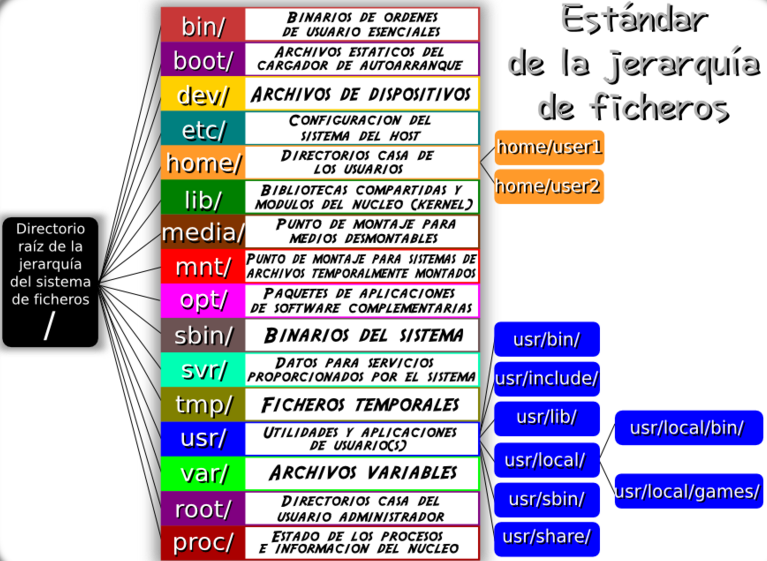 Estándar
de la jerarquía
de ficheros
Directorio
raíz de la
jerarquía
del sistema
de ficheros
/
bin/
BINARIOS DE ORDENES
DE USUARIO ESENCIALES
boot/
ARCHIVOS ESTATICOS DEL
CARGADOR DE AUTOARRANQUE
dev/
ARCHIVOS DE DISPOSITIVOS
etc/
CONFIGURACION DEL
SISTEMA DEL HOST
home/
DIRECTORIOS CASA DE
LOS USUARIOS
home/user1
home/user2
lib/
BIBLIOTECAS COMPARTIDAS Y
MODULOS DEL NUCLEO (KERNEL)
media/
PUNTO DE MONTAJE PARA
MEDIOS DESMONTABLES
mnt/
PUNTO DE MONTAJE PARA SISTEMAS DE
ARCHIVOS TEMPORALMENTE MONTADOS
opt/
PAQUETES DE APLICACIONES
DE SOFTWARE COMPLEMENTARIAS
sbin/
BINARIOS DEL SISTEMA
svr/
DATOS PARA SERVICIOS
PROPORCIONADOS POR EL SISTEMA
tmp/
FICHEROS TEMPORALES
usr/
UTILIDADES Y APLICACIONES
DE USUARIO(S)
usr/bin/
usr/include/
usr/lib/
usr/local/
usr/local/bin/
usr/local/games/
usr/sbin/
usr/share/
var/
ARCHIVOS VARIABLES
root/
DIRECTORIOS CASA DEL
USUARIO ADMINISTRADOR
proc/
ESTADO DE LOS PROCESOS
E INFORMACION DEL NUCLEO